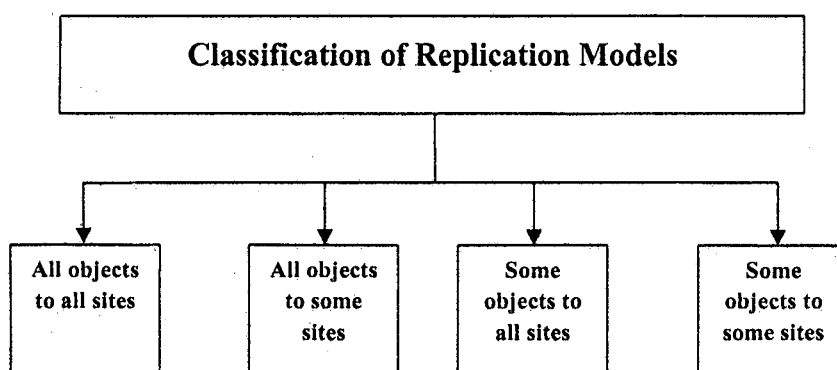 Classification of Replication Models
All objects
to all sites
All objects
to some
sites
Some
objects to
all sites
Some
objects to
some sites